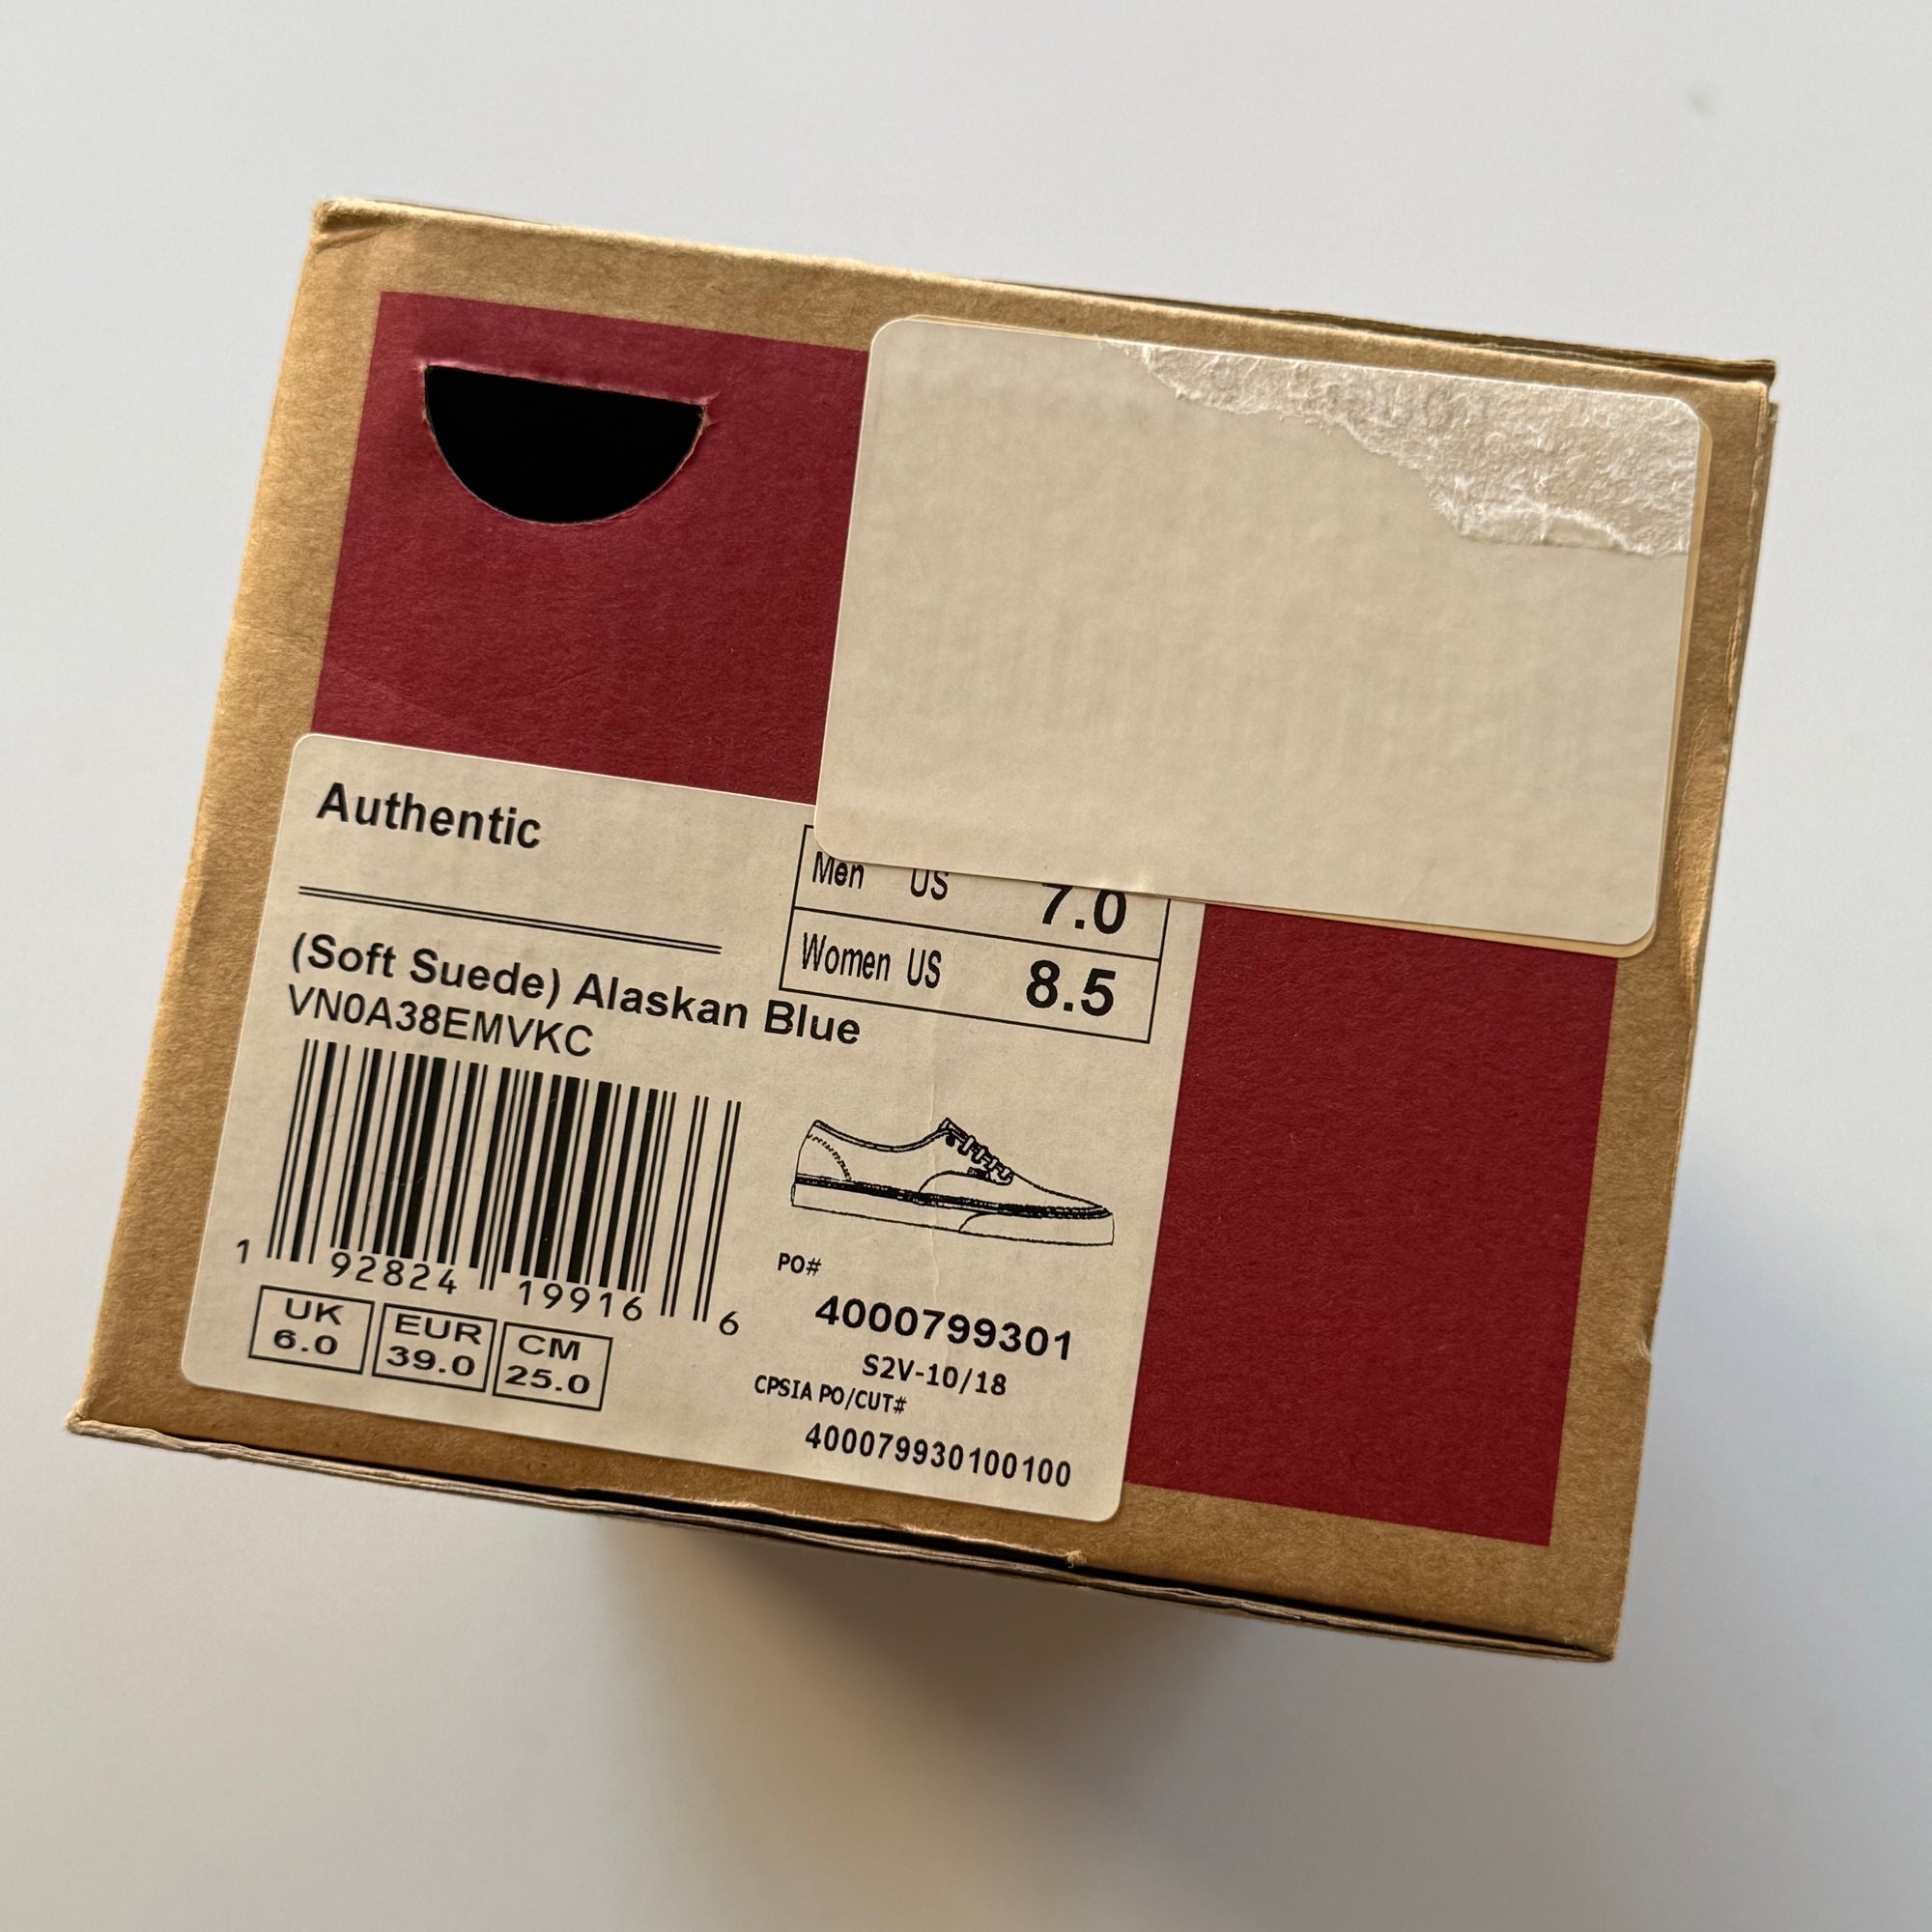 Authentic
Men US 7.0
Women US 8.5
(Soft Suede) Alaskan Blue
VN0A38EMVKC
1 92824 19916 6
UK
6.0
EUR
39.0
CM
25.0
PO#
4000799301
S2V-10/18
CPSIA PO/CUT#
400079930100100